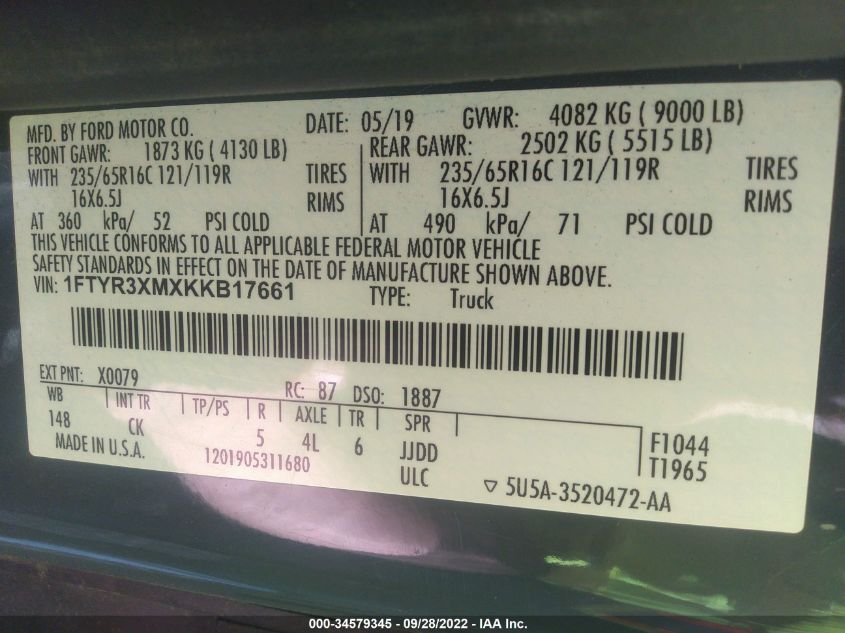 MFD. BY FORD MOTOR CO. DATE: 05/19 GVWR: 4082 KG ( 9000 LB)
FRONT GAWR: 1873 KG ( 4130 LB) REAR GAWR: 2502 KG ( 5515 LB)
WITH 235/65R16C 121/119R TIRES WITH 235/65R16C 121/119R TIRES
16X6.5J RIMS 16X6.5J RIMS
AT 360 kPa/ 52 PSI COLD AT 490 kPa/ 71 PSI COLD
THIS VEHICLE CONFORMS TO ALL APPLICABLE FEDERAL MOTOR VEHICLE
SAFETY STANDARDS IN EFFECT ON THE DATE OF MANUFACTURE SHOWN ABOVE.
VIN: 1FTYR3XMXKKB17661 TYPE: Truck
EXT PNT: X0079 RC: 87 DSO: 1887
WB INT TR TP/PS R AXLE TR SPR
148 CK 5 4L 6 JJDD F1044
MADE IN U.S.A. 1201905311680 ULC T1965
5U5A-3520472-AA
000-34579345 - 09/28/2022 - IAA Inc.